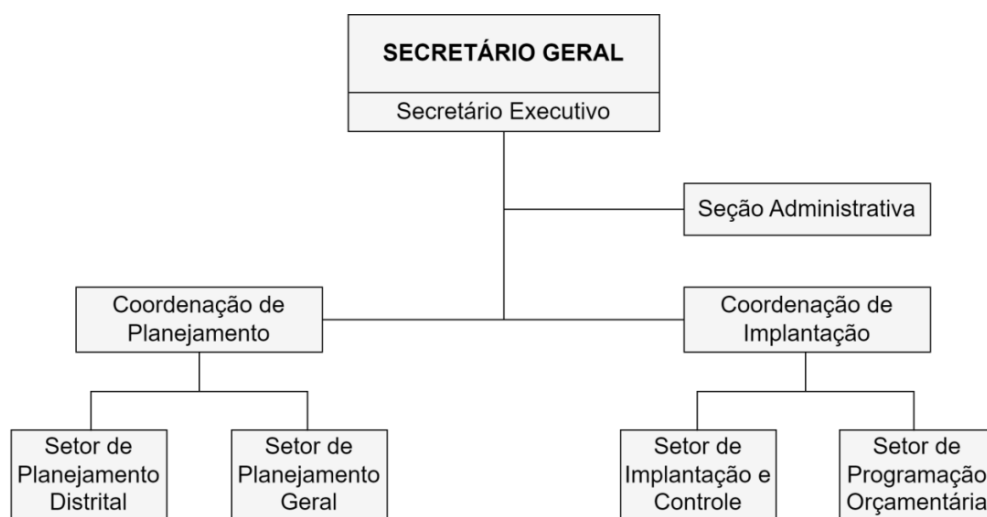 SECRETÁRIO GERAL
Secretário Executivo
Seção Administrativa
Coordenação de
Planejamento
Coordenação de
Implantação
Setor de
Planejamento
Distrital
Setor de
Planejamento
Geral
Setor de
Implantação e
Controle
Setor de
Programação
Orçamentária